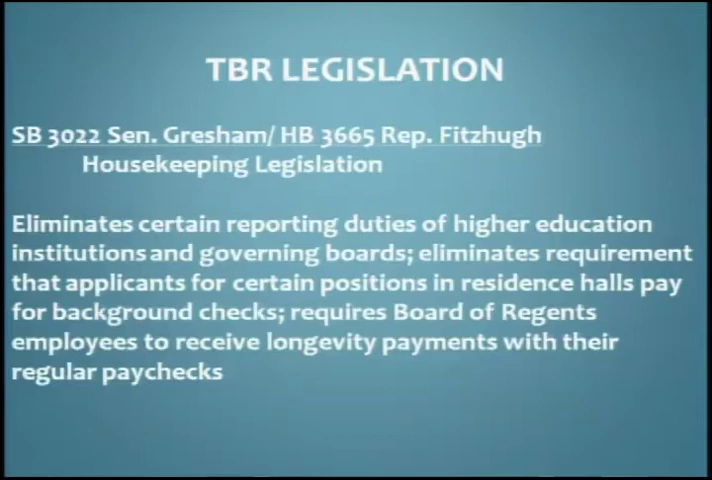 TBR LEGISLATION
SB 3022 Sen. Gresham/ HB 3665 Rep. Fitzhugh
Housekeeping Legislation
Eliminates certain reporting duties of higher education
institutions and governing boards; eliminates requirement
that applicants for certain positions in residence halls pay
for background checks; requires Board of Regents
employees to receive longevity payments with their
regular paychecks